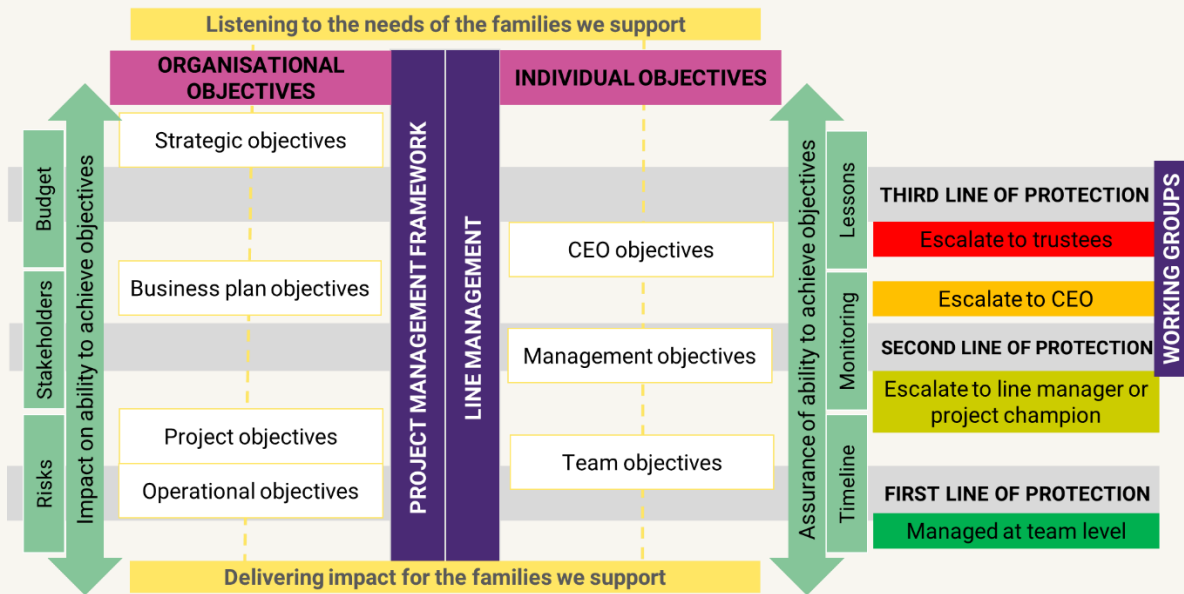 Listening to the needs of the families we support
ORGANISATIONAL
OBJECTIVES
INDIVIDUAL OBJECTIVES
PROJECT MANAGEMENT FRAMEWORK
LINE MANAGEMENT
Budget
Stakeholders
Risks
Impact on ability to achieve objectives
Strategic objectives
Business plan objectives
Project objectives
Operational objectives
CEO objectives
Management objectives
Team objectives
Assurance of ability to achieve objectives
Lessons
Monitoring
Timeline
THIRD LINE OF PROTECTION
Escalate to trustees
Escalate to CEO
SECOND LINE OF PROTECTION
Escalate to line manager or
project champion
FIRST LINE OF PROTECTION
Managed at team level
WORKING GROUPS
Delivering impact for the families we support